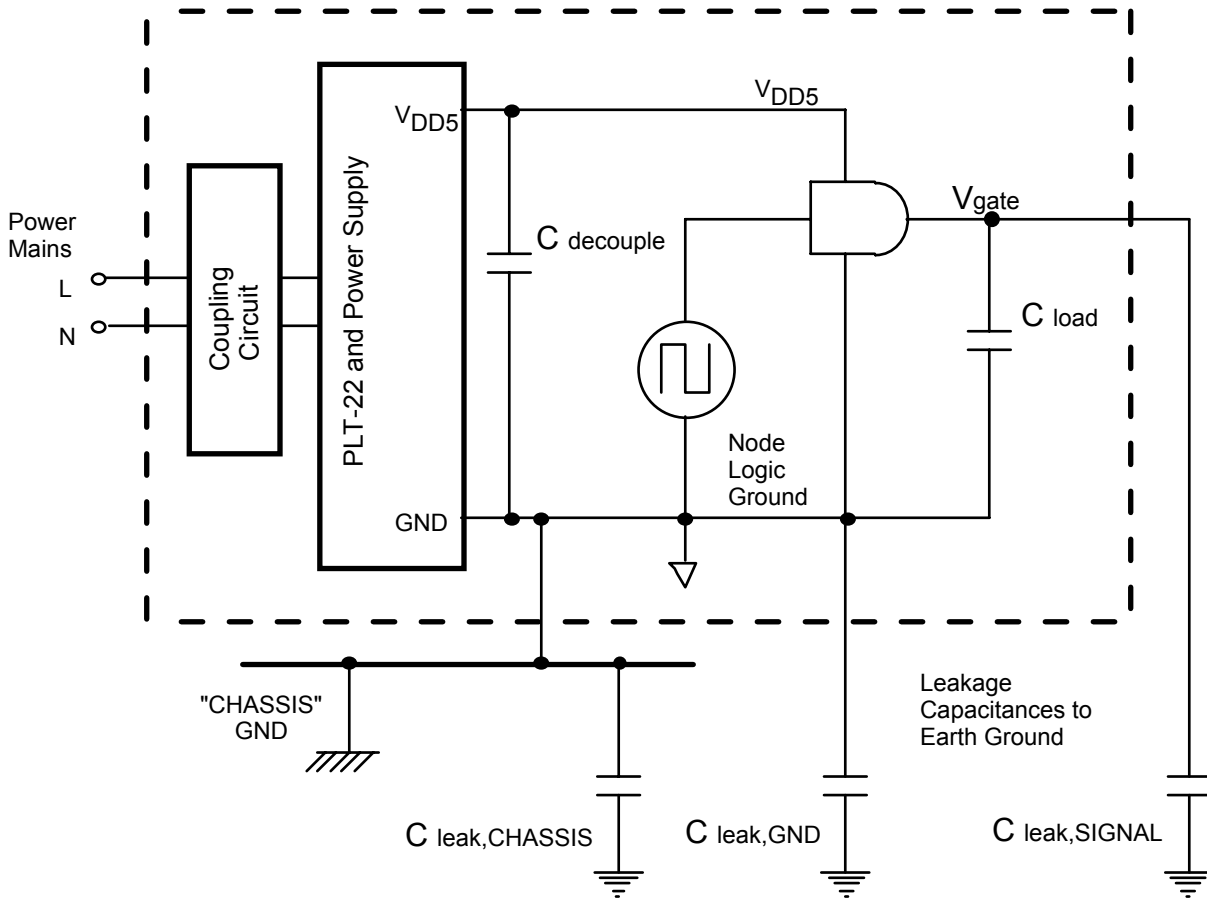 VDD5
VDD5
Power
Mains
L
N
Coupling
Circuit
PLT-22 and Power Supply
C decouple
Vgate
C load
Node
Logic
Ground
GND
"CHASSIS"
GND
Leakage
Capacitances to
Earth Ground
C leak,CHASSIS
C leak,GND
C leak,SIGNAL